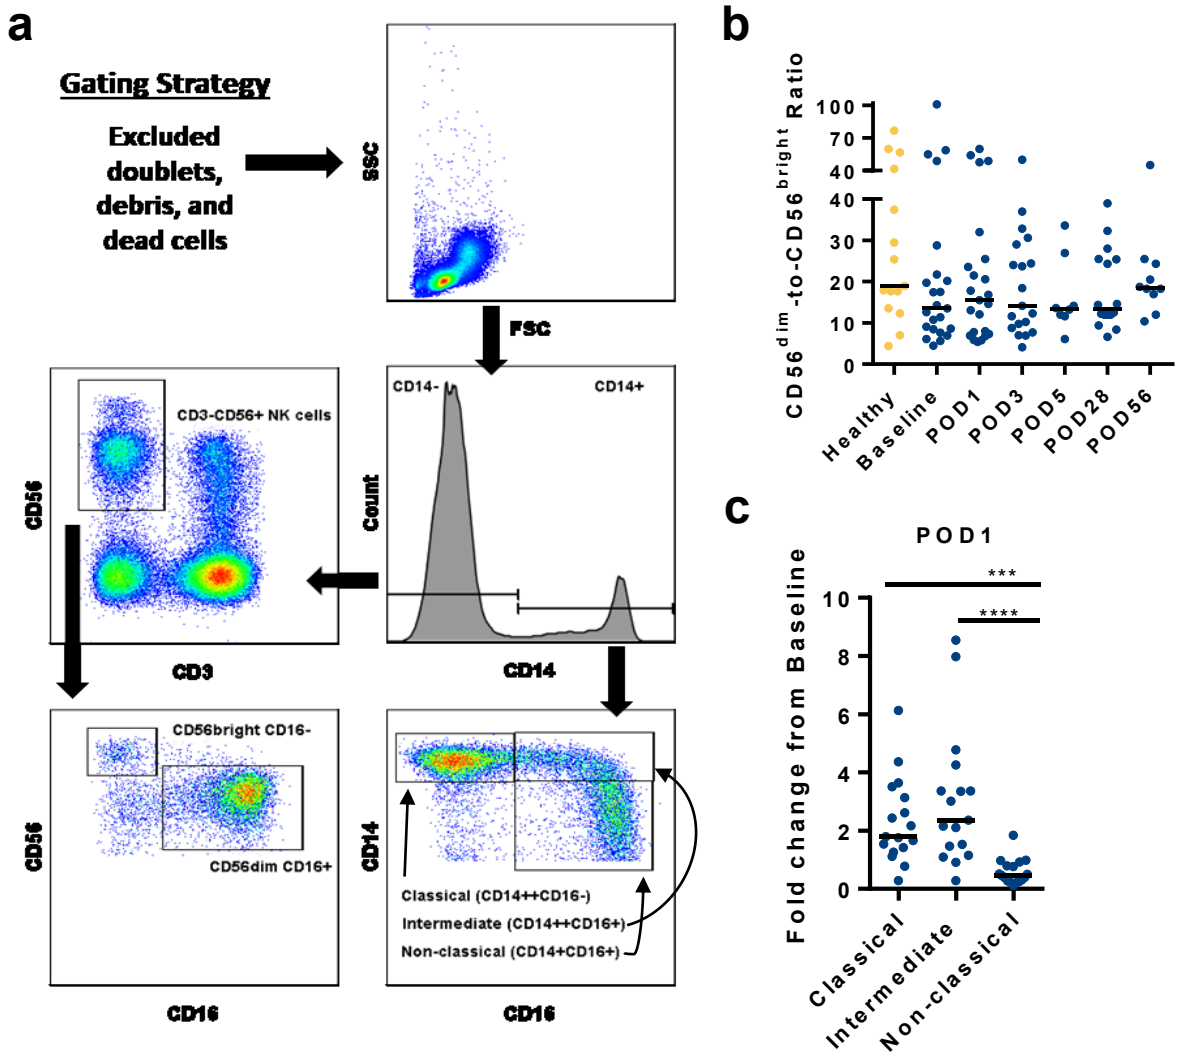 a
Gating Strategy
Excluded
doublets,
debris, and
dead cells
SSC
FSC
CD14-
CD14+
Count
CD14
CD3-CD56+ NK cells
CD56
CD3
CD56bright CD16-
CD56dim CD16+
CD56
CD16
CD14
Classical (CD14++CD16-)
Intermediate (CD14++CD16+)
Non-classical (CD14+CD16+)
CD16
b
CD56dim-to-CD56bright Ratio
100
70
40
40
30
20
10
0
Healthy
Baseline
POD1
POD3
POD5
POD28
POD56
c
POD1
***
****
Fold change from Baseline
10
8
6
4
2
0
Classical
Intermediate
Non-classical